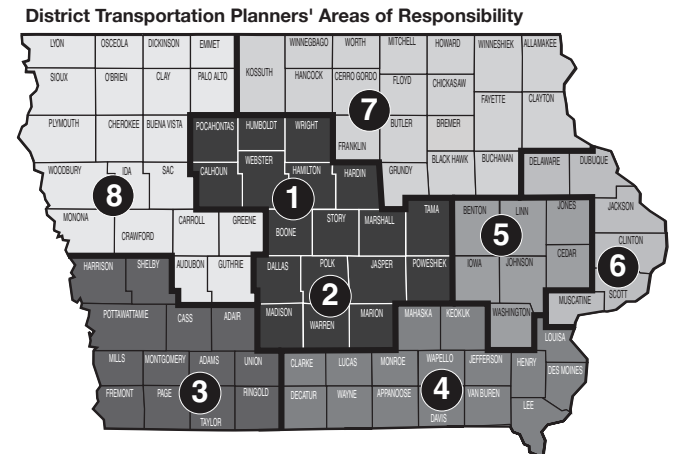 District Transportation Planners' Areas of Responsibility
LYON OSCEOLA DICKINSON EMMET WINNEGBAGO WORTH MITCHELL HOWARD WINNESHIEK ALLAMAKEE
SIOUX O'BRIEN CLAY PALO ALTO KOSSUTH HANCOCK CERRO GORDO FLOYD CHICKASAW
FAYETTE CLAYTON
7
PLYMOUTH CHEROKEE BUENA VISTA POCAHONTAS HUMBOLDT WRIGHT FRANKLIN BUTLER BREMER
WOODBURY IDA SAC CALHOUN WEBSTER HAMILTON HARDIN GRUNDY BLACK HAWK BUCHANAN DELAWARE DUBUQUE
8 1
MONONA CRAWFORD CARROLL GREENE BOONE STORY MARSHALL TAMA BENTON LINN JONES JACKSON
5
CLINTON
HARRISON SHELBY AUDUBON GUTHRIE DALLAS POLK JASPER POWESHIEK IOWA JOHNSON CEDAR
6
SCOTT
2
MUSCATINE
POTTAWATTAMIE CASS ADAIR MADISON WARREN MARION MAHASKA KEOKUK WASHINGTON
LOUISA
MILLS MONTGOMERY ADAMS UNION CLARKE LUCAS MONROE WAPELLO JEFFERSON HENRY DES MOINES
3 4
FREMONT PAGE TAYLOR RINGOLD DECATUR WAYNE APPANOOSE DAVIS VAN BUREN LEE